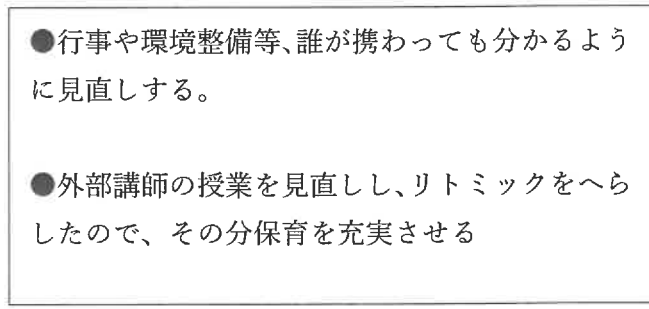 ●行事や環境整備等、誰が携わっても分かるよう
に見直しする。
●外部講師の授業を見直しし、リトミックをへら
したので、その分保育を充実させる